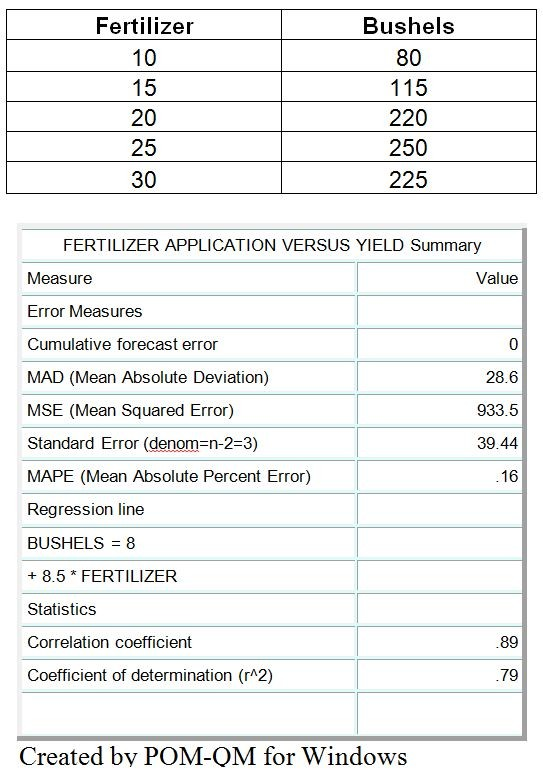 Fertilizer Bushels
10 80
15 115
20 220
25 250
30 225
FERTILIZER APPLICATION VERSUS YIELD Summary
Measure Value
Error Measures
Cumulative forecast error 0
MAD (Mean Absolute Deviation) 28.6
MSE (Mean Squared Error) 933.5
Standard Error (denom=n-2=3) 39.44
MAPE (Mean Absolute Percent Error) .16
Regression line
BUSHELS = 8
+ 8.5 * FERTILIZER
Statistics
Correlation coefficient .89
Coefficient of determination (r^2) .79
Created by POM-QM for Windows